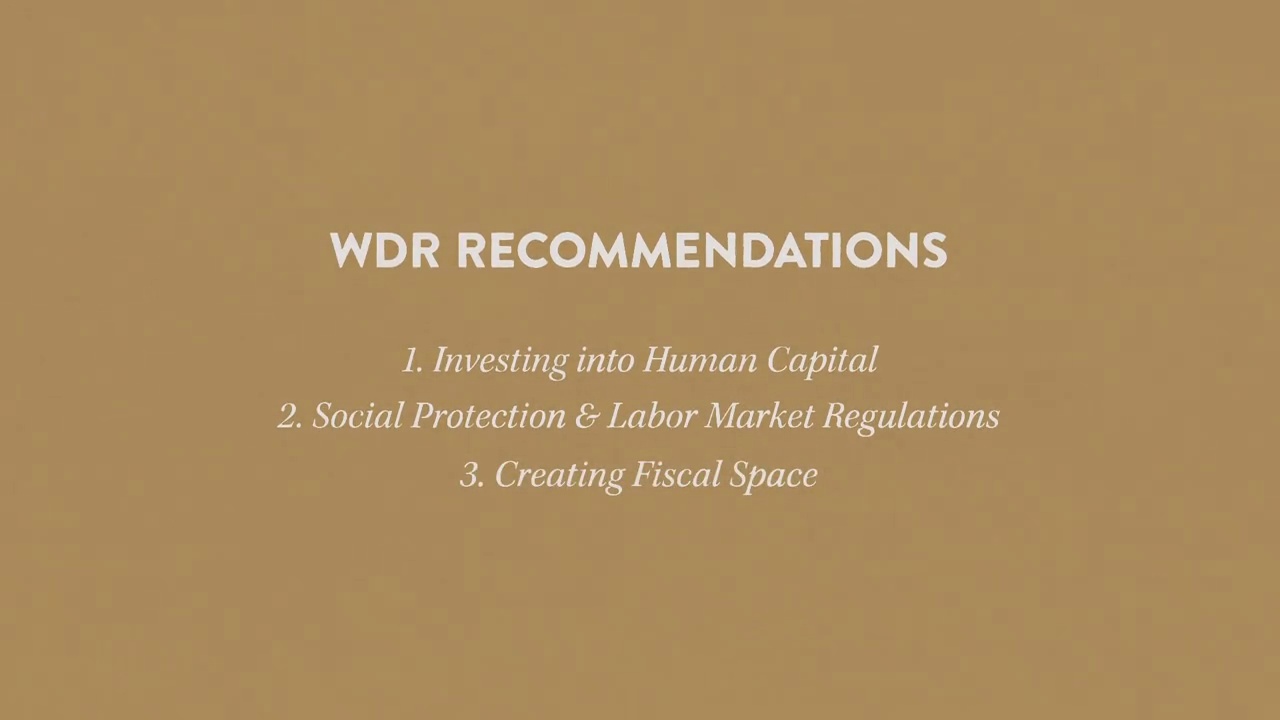 WDR RECOMMENDATIONS
1. Investing into Human Capital
2. Social Protection & Labor Market Regulations
3. Creating Fiscal Space